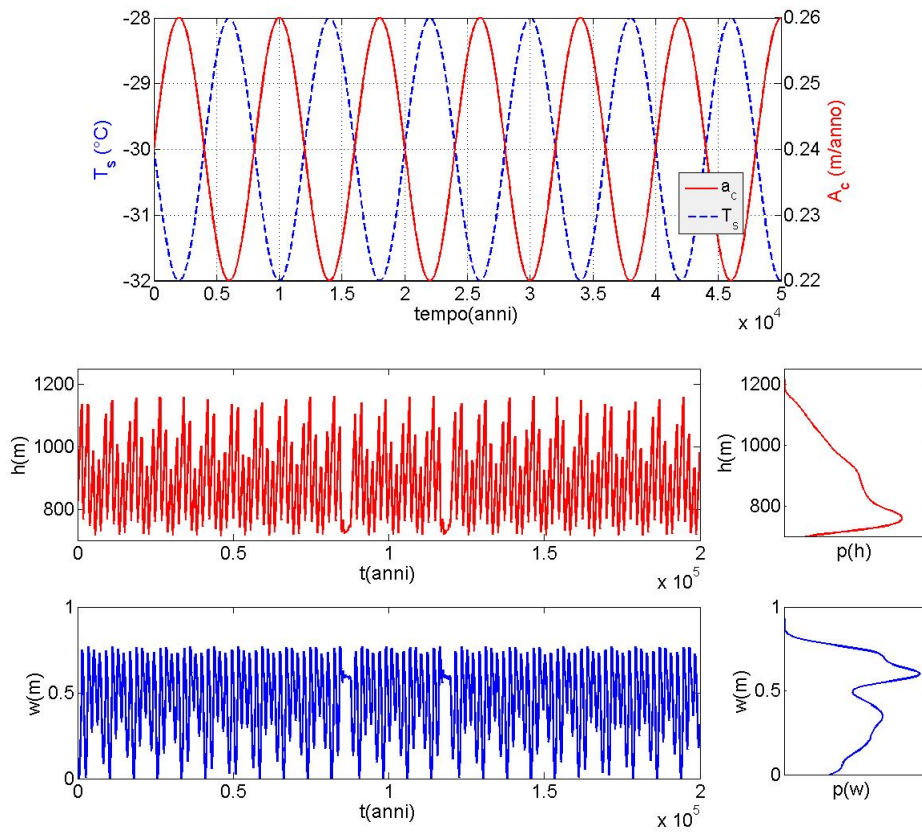 -28
-29
-30
-31
-32
T_s (°C)
0.26
0.25
0.24
0.23
0.22
A_c (m/anno)
a_c
T_s
0 0.5 1 1.5 2 2.5 3 3.5 4 4.5 5
tempo(anni)
x 10^4
1200
1000
800
h(m)
0 0.5 1 1.5 2
t(anni)
x 10^5
1200
1000
800
h(m)
p(h)
1
0.5
0
w(m)
0 0.5 1 1.5 2
t(anni)
x 10^5
1
0.5
0
w(m)
p(w)